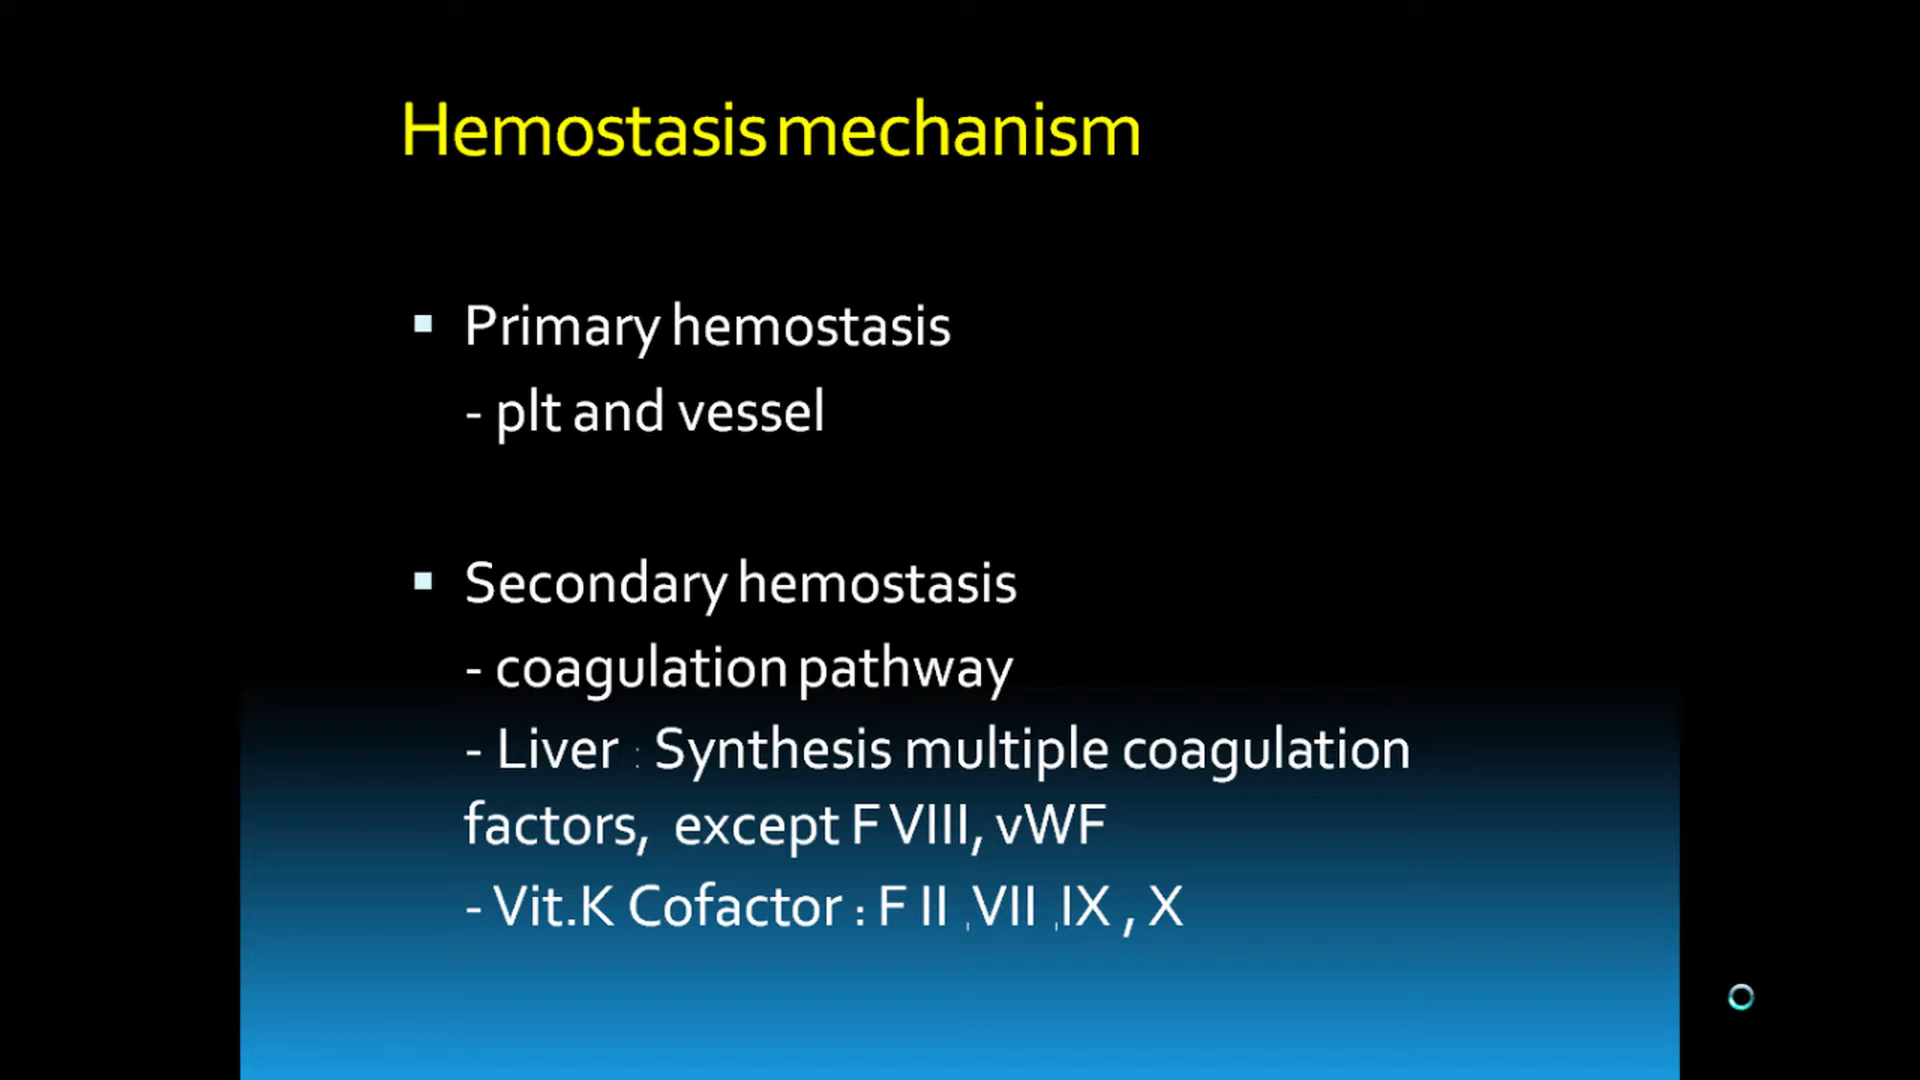 Hemostasis mechanism
▪ Primary hemostasis
- plt and vessel
▪ Secondary hemostasis
- coagulation pathway
- Liver : Synthesis multiple coagulation
factors, except F VIII, vWF
- Vit.K Cofactor : F II ,VII ,IX , X